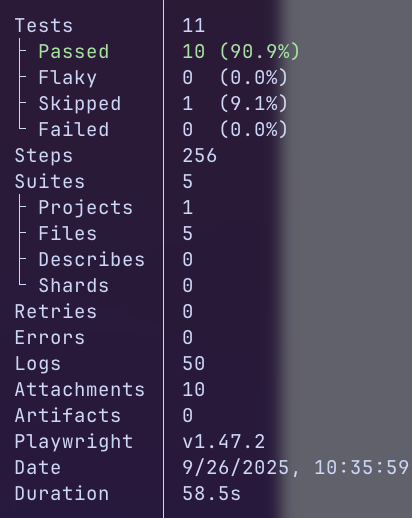 Tests 11
Passed 10 (90.9%)
Flaky 0 (0.0%)
Skipped 1 (9.1%)
Failed 0 (0.0%)
Steps 256
Suites 5
Projects 1
Files 5
Describes 0
Shards 0
Retries 0
Errors 0
Logs 50
Attachments 10
Artifacts 0
Playwright v1.47.2
Date 9/26/2025, 10:35:59
Duration 58.5s